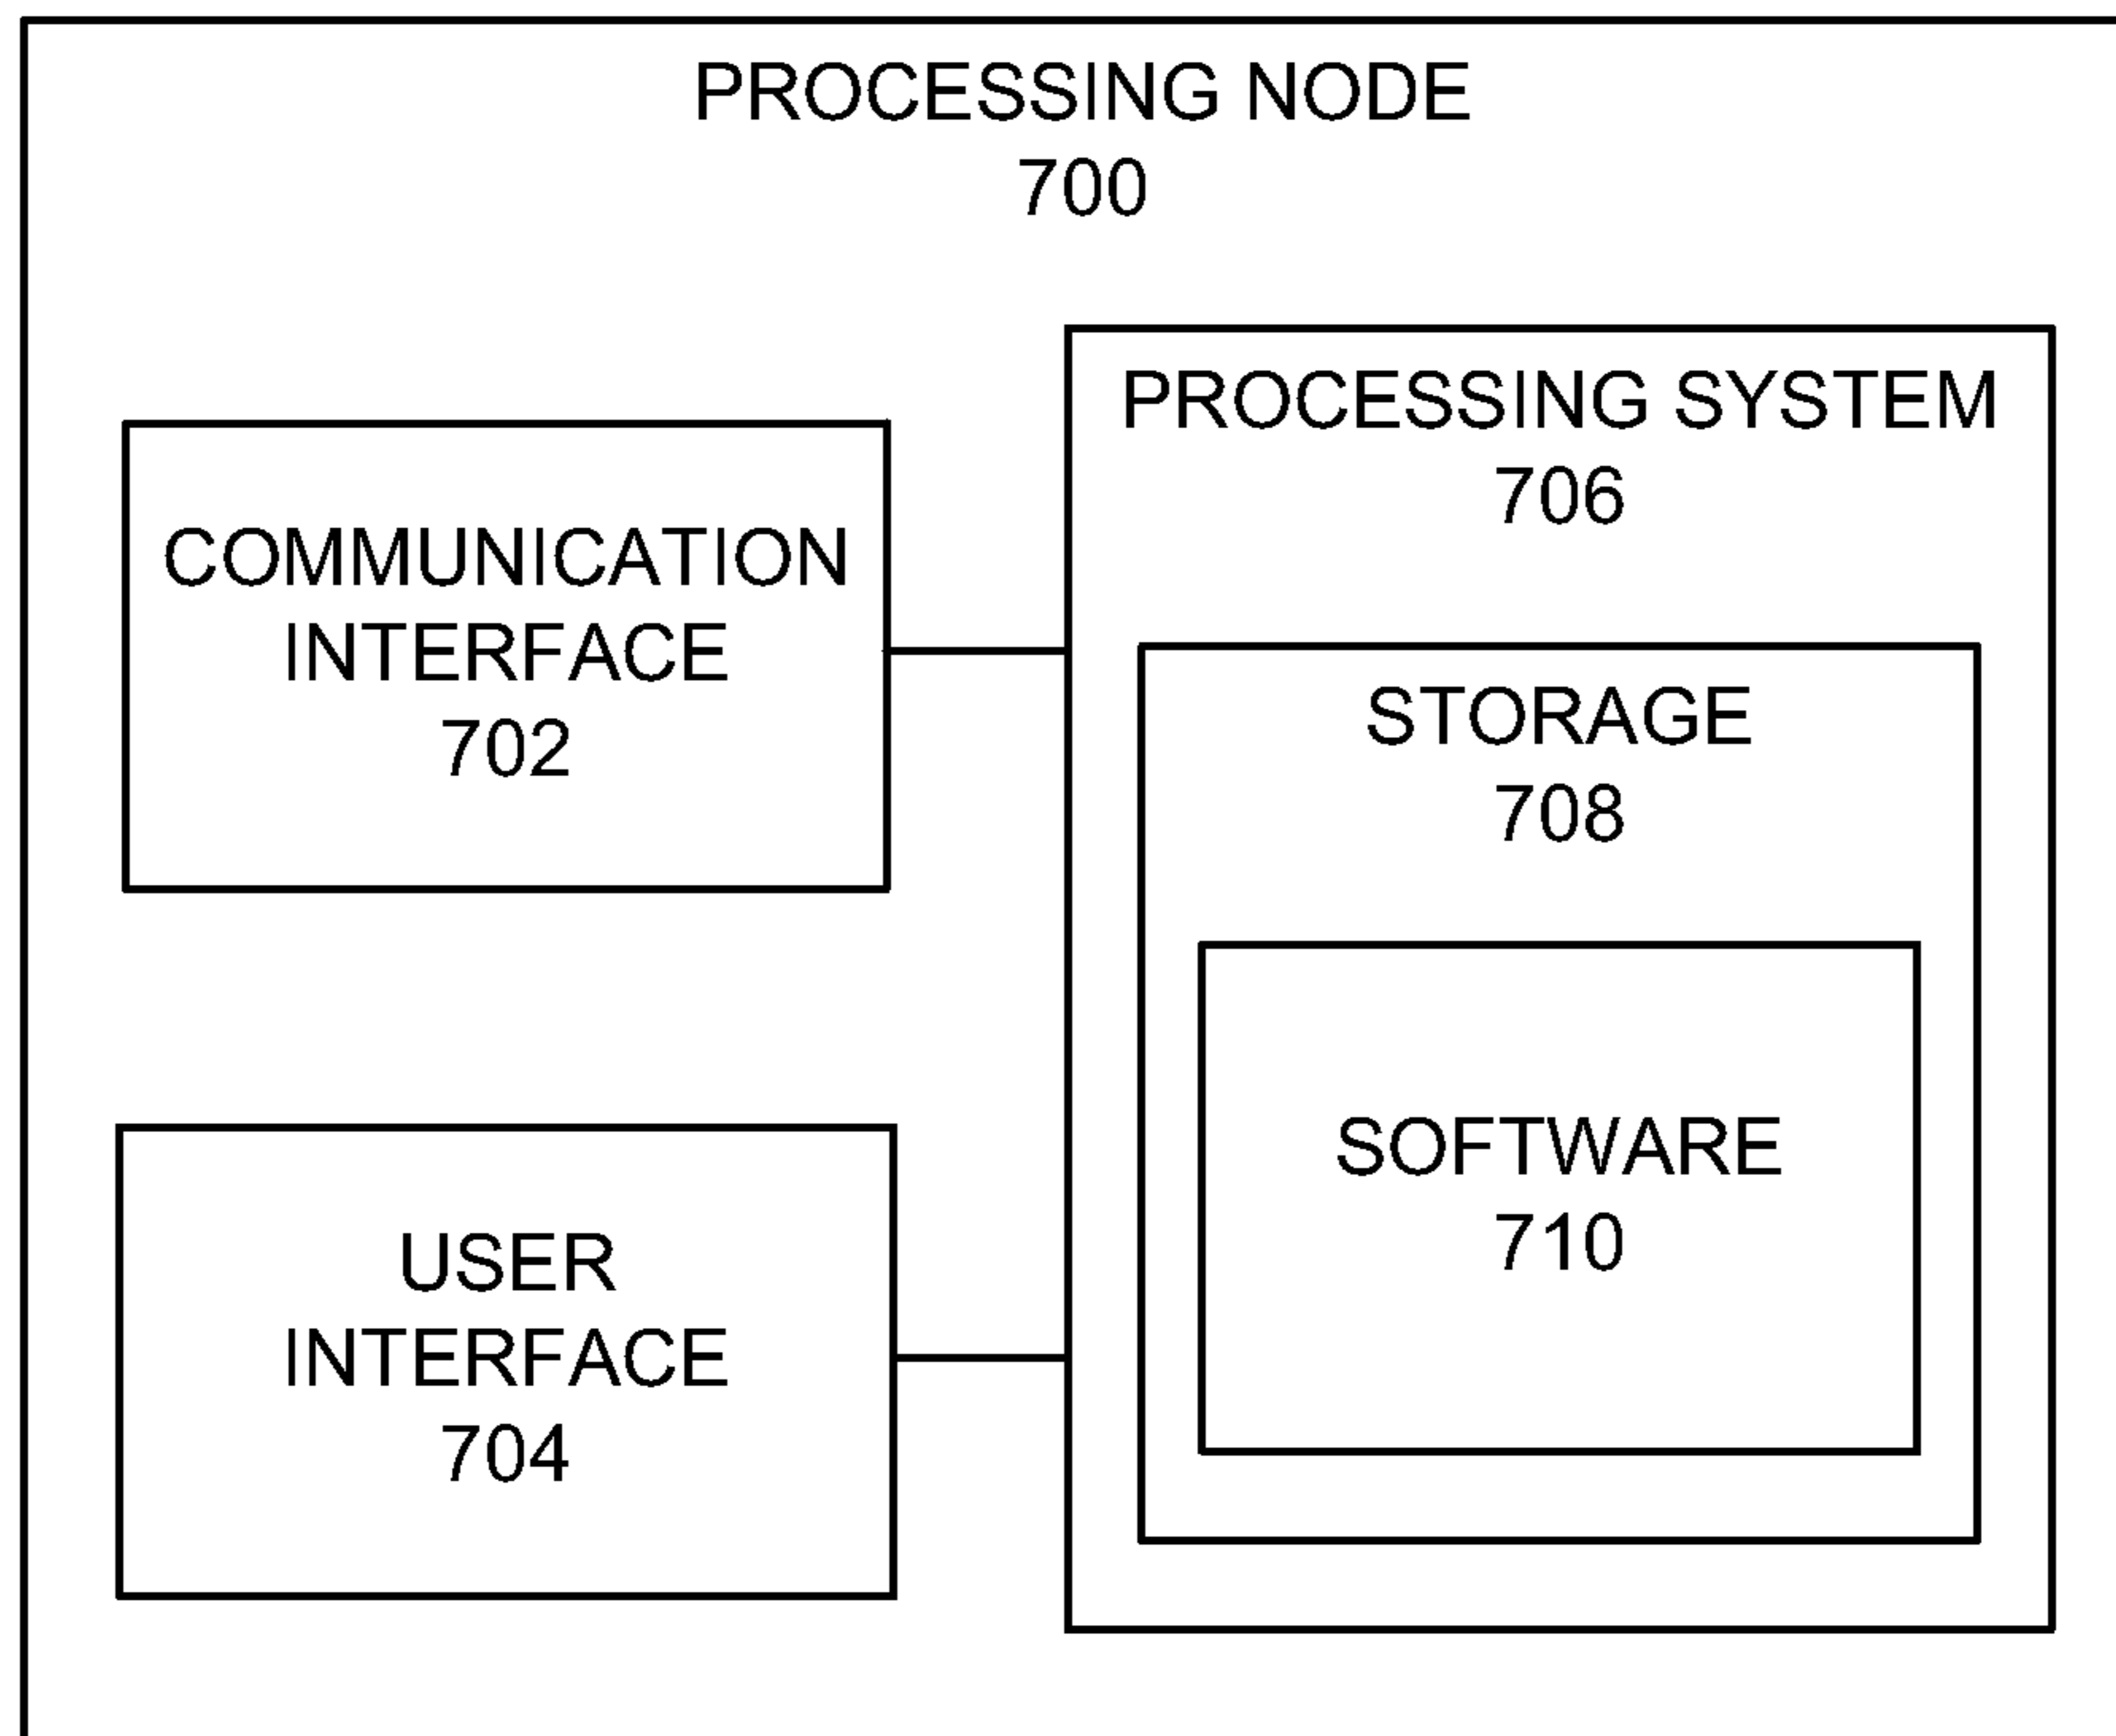 PROCESSING NODE
700
PROCESSING SYSTEM
706
COMMUNICATION
INTERFACE
702
STORAGE
708
SOFTWARE
710
USER
INTERFACE
704